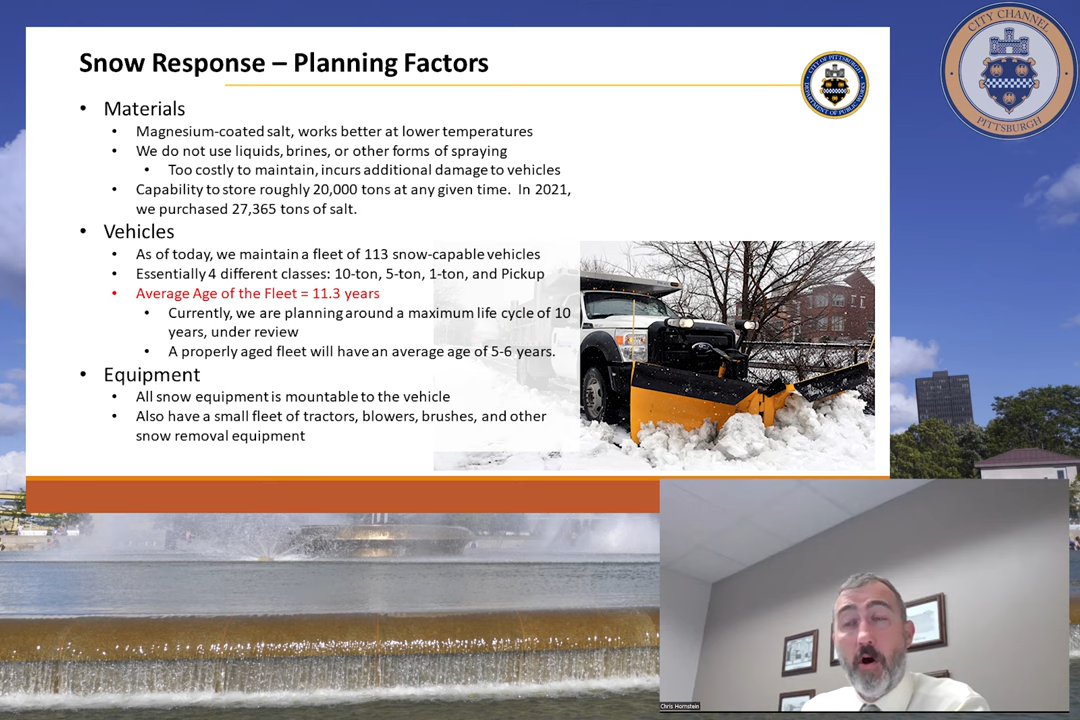 Snow Response – Planning Factors
CITY OF PITTSBURGH
DEPARTMENT OF PUBLIC WORKS
CITY CHANNEL
PITTSBURGH
• Materials
• Magnesium-coated salt, works better at lower temperatures
• We do not use liquids, brines, or other forms of spraying
• Too costly to maintain, incurs additional damage to vehicles
• Capability to store roughly 20,000 tons at any given time. In 2021,
we purchased 27,365 tons of salt.
• Vehicles
• As of today, we maintain a fleet of 113 snow-capable vehicles
• Essentially 4 different classes: 10-ton, 5-ton, 1-ton, and Pickup
• Average Age of the Fleet = 11.3 years
• Currently, we are planning around a maximum life cycle of 10
years, under review
• A properly aged fleet will have an average age of 5-6 years.
• Equipment
• All snow equipment is mountable to the vehicle
• Also have a small fleet of tractors, blowers, brushes, and other
snow removal equipment
Chris Hornstein